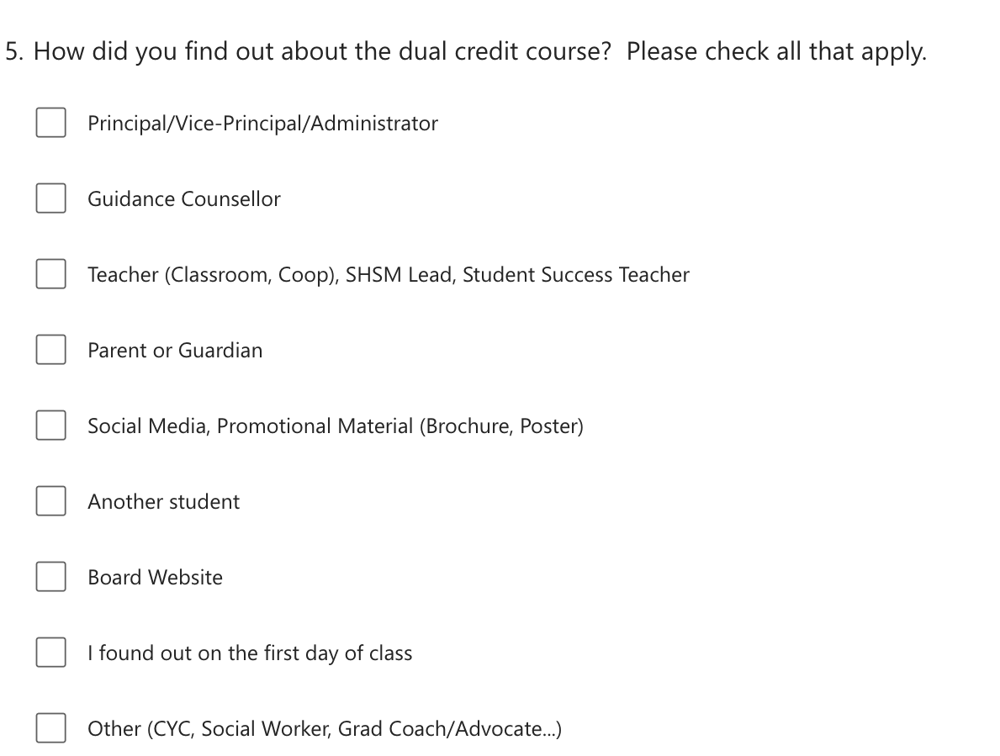 5. How did you find out about the dual credit course?  Please check all that apply.
Principal/Vice-Principal/Administrator
Guidance Counsellor
Teacher (Classroom, Coop), SHSM Lead, Student Success Teacher
Parent or Guardian
Social Media, Promotional Material (Brochure, Poster)
Another student
Board Website
I found out on the first day of class
Other (CYC, Social Worker, Grad Coach/Advocate...)